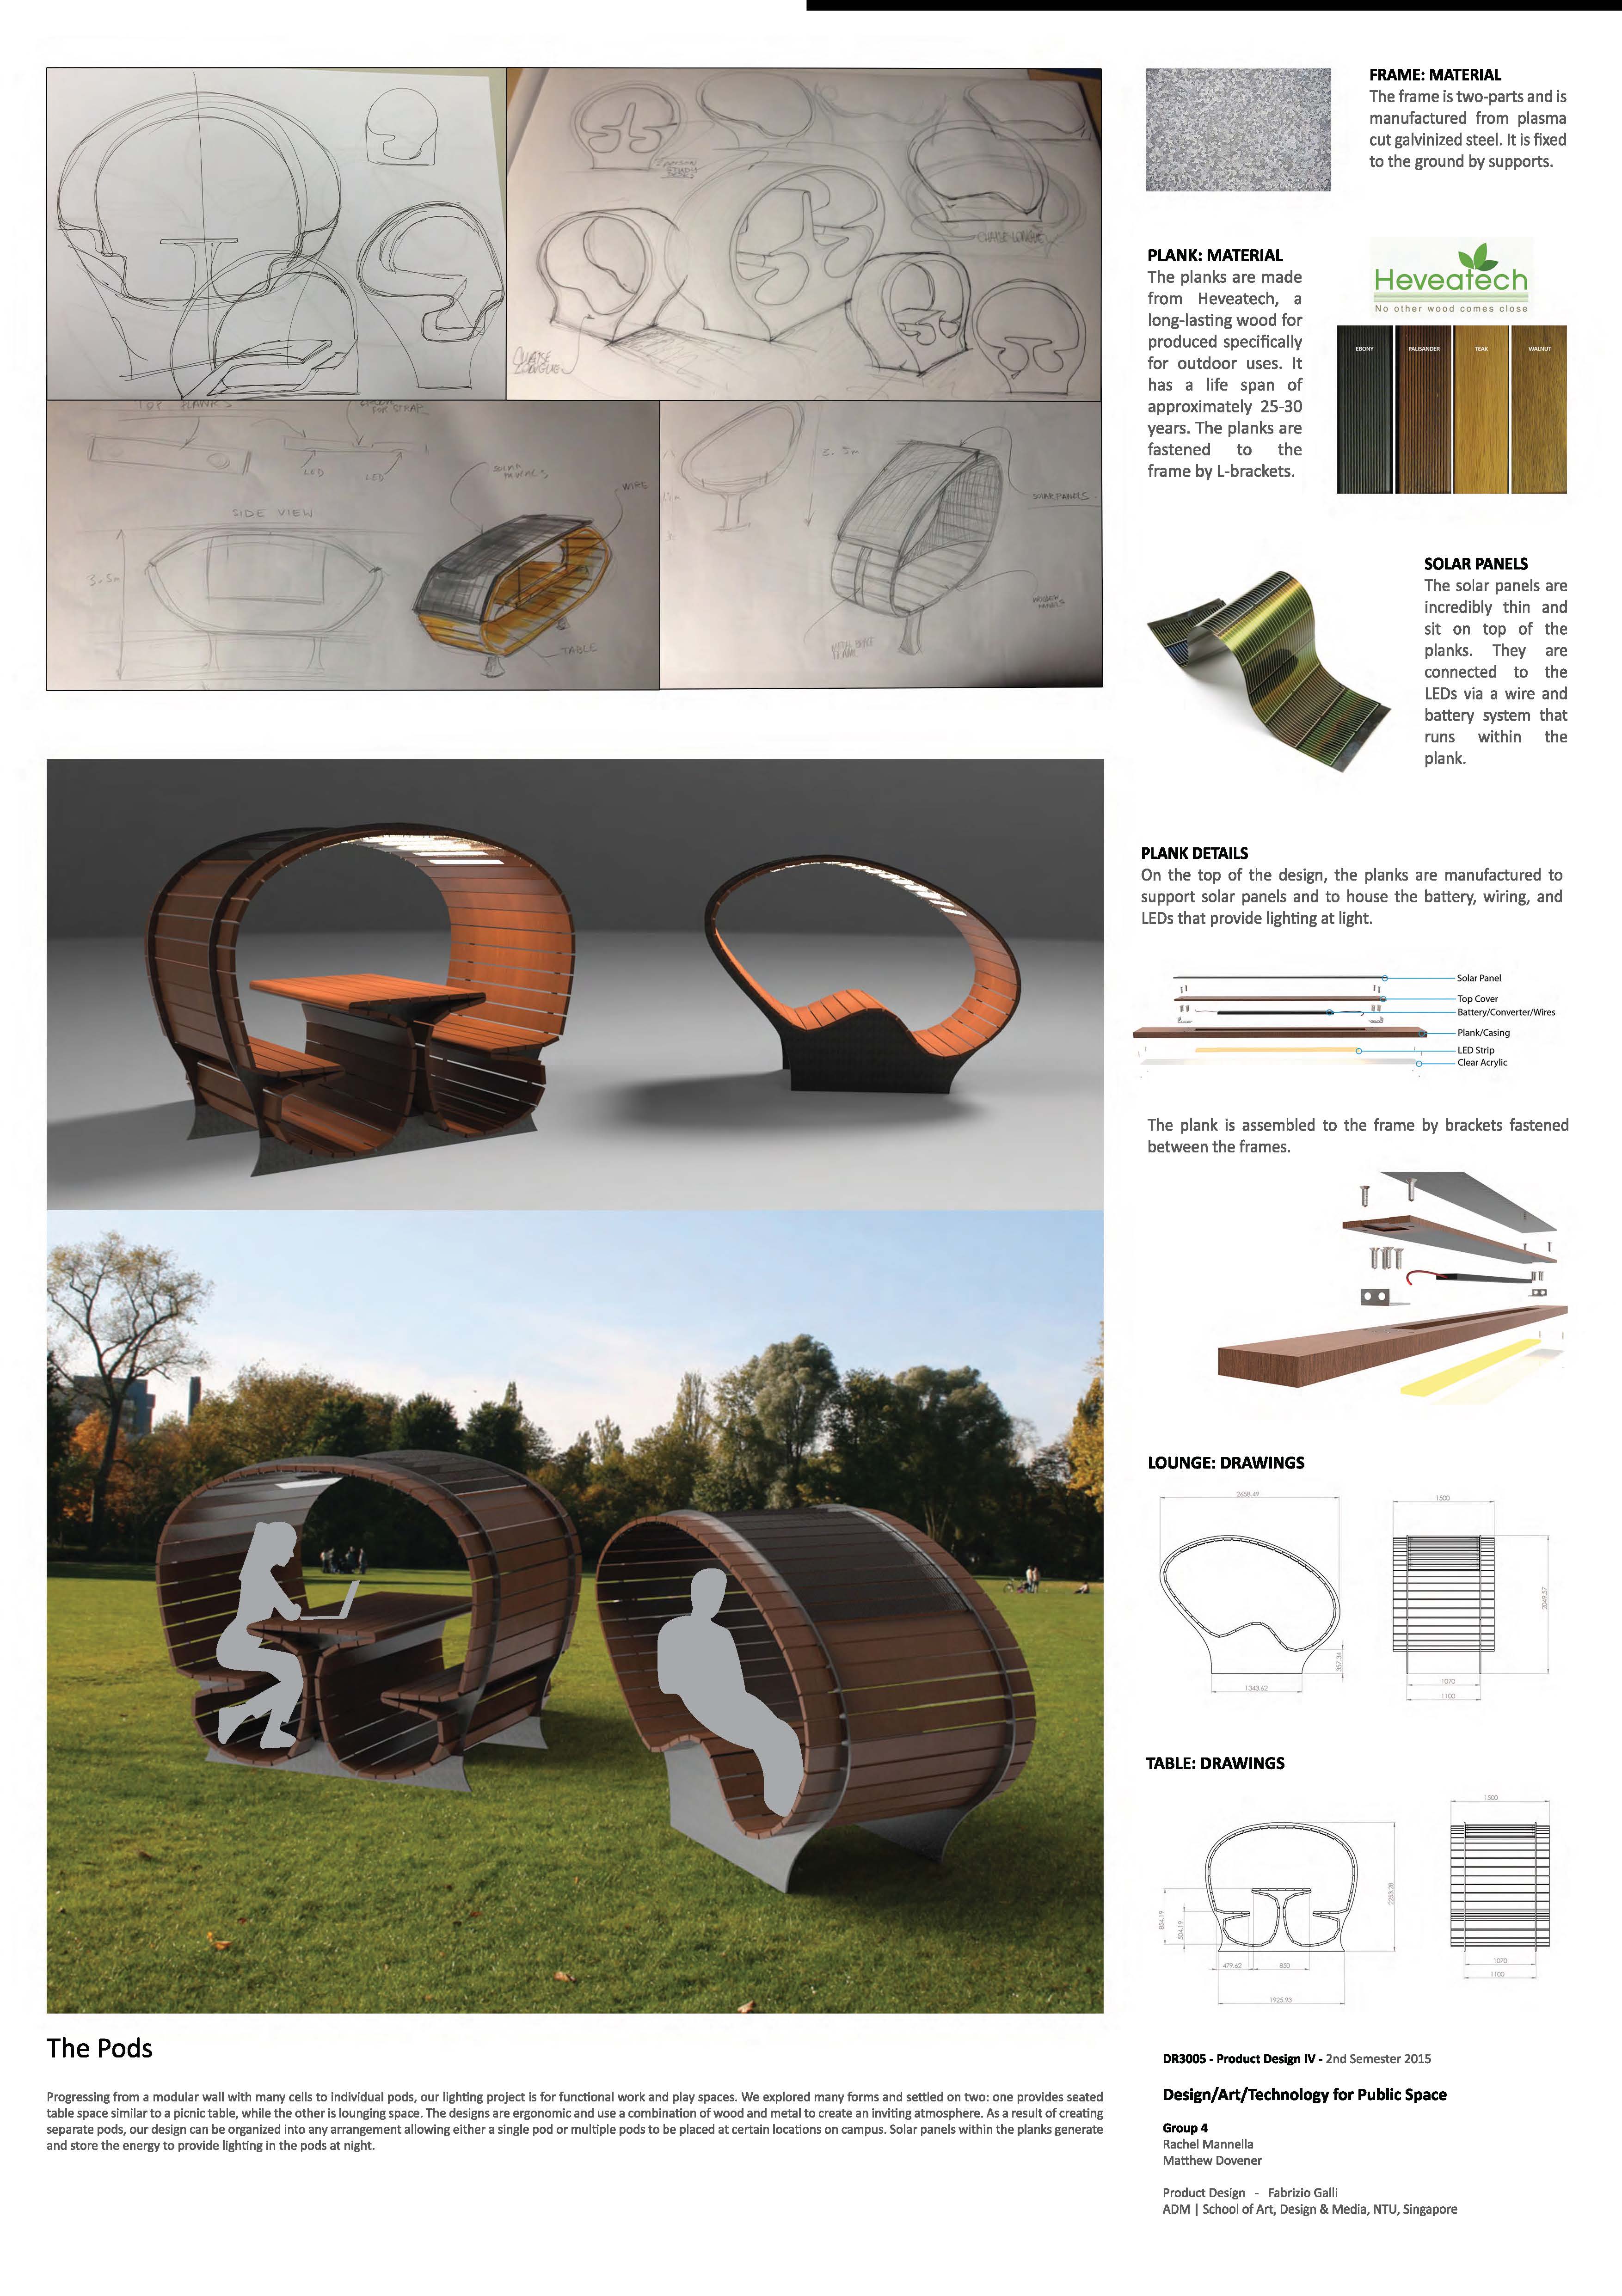 TOP PLANKS
FOR STRAP
LED
LED
SIDE VIEW
3.5m
SOLAR PANELS
WIRE
TABLE
CHAISE LONGUE
CHAISE LONGUE
SOLAR PANELS
FRAME: MATERIAL
The frame is two-parts and is
manufactured from plasma
cut galvinized steel. It is fixed
to the ground by supports.
PLANK: MATERIAL
The planks are made
from Heveatech, a
long-lasting wood for
produced specifically
for outdoor uses. It
has a life span of
approximately 25-30
years. The planks are
fastened to the
frame by L-brackets.
Heveatech
No other wood comes close
EBONY
PALISANDER
TEAK
WALNUT
SOLAR PANELS
The solar panels are
incredibly thin and
sit on top of the
planks. They are
connected to the
LEDs via a wire and
battery system that
runs within the
plank.
PLANK DETAILS
On the top of the design, the planks are manufactured to
support solar panels and to house the battery, wiring, and
LEDs that provide lighting at light.
Solar Panel
Top Cover
Battery/Converter/Wires
Plank/Casing
LED Strip
Clear Acrylic
The plank is assembled to the frame by brackets fastened
between the frames.
LOUNGE: DRAWINGS
2658.49
1343.62
357.34
1500
2049.57
1070
1100
TABLE: DRAWINGS
854.19
504.19
479.62
850
1925.93
2253.28
1500
1070
1100
The Pods
Progressing from a modular wall with many cells to individual pods, our lighting project is for functional work and play spaces. We explored many forms and settled on two: one provides seated
table space similar to a picnic table, while the other is lounging space. The designs are ergonomic and use a combination of wood and metal to create an inviting atmosphere. As a result of creating
separate pods, our design can be organized into any arrangement allowing either a single pod or multiple pods to be placed at certain locations on campus. Solar panels within the planks generate
and store the energy to provide lighting in the pods at night.
DR3005 - Product Design IV - 2nd Semester 2015
Design/Art/Technology for Public Space
Group 4
Rachel Mannella
Matthew Dovener
Product Design - Fabrizio Galli
ADM | School of Art, Design & Media, NTU, Singapore